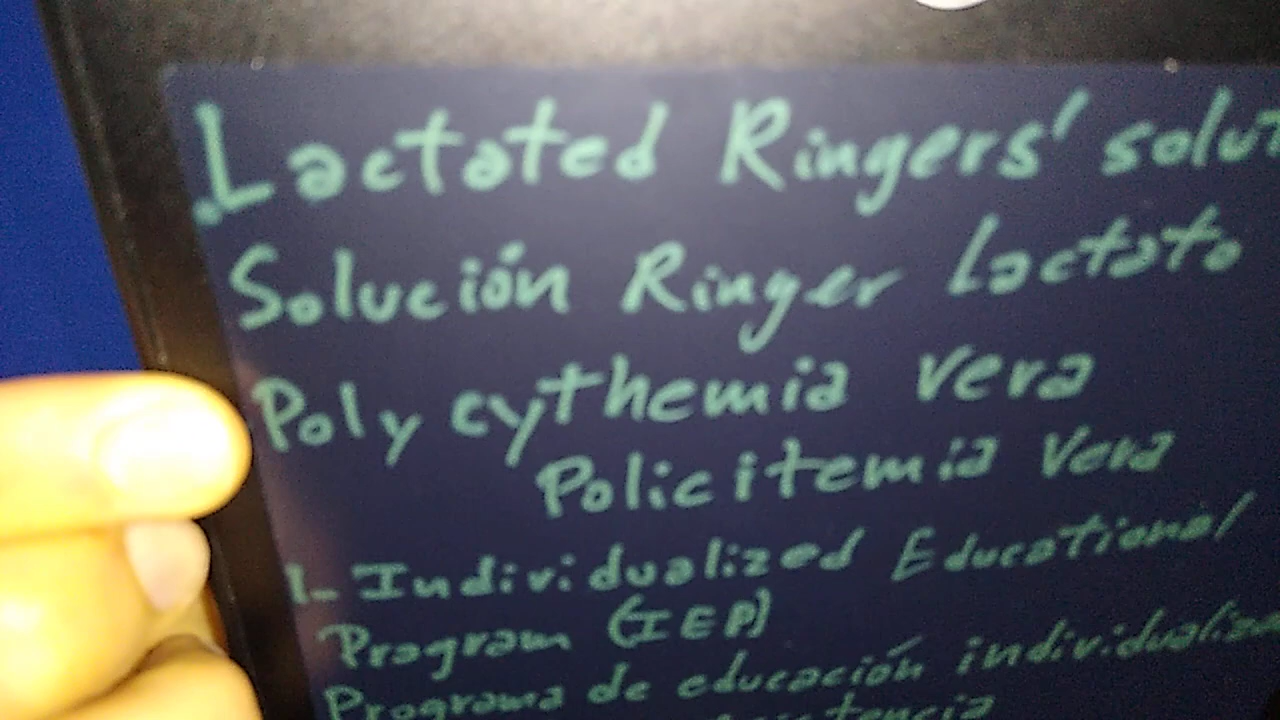 Lactated Ringers' solut
Solución Ringer Lactato
Polycythemia vera
Policitemia Vera
1- Individualized Educational
Program (IEP)
Programa de educación individualiza